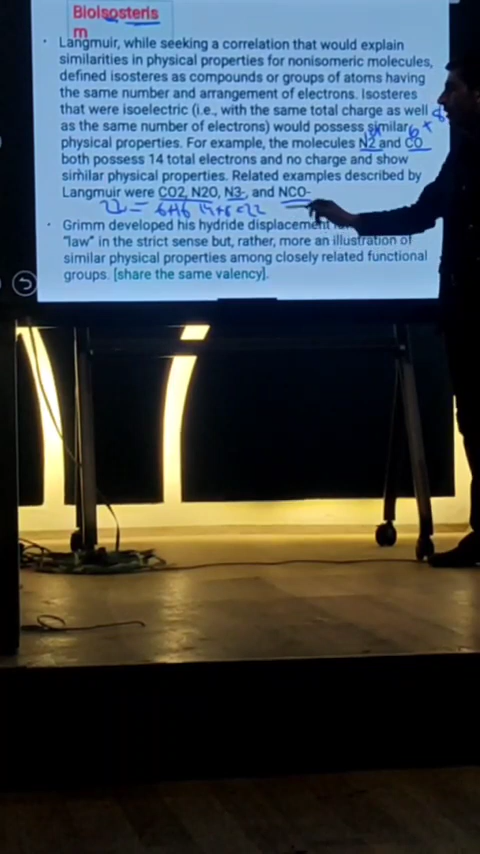 BioIsosteris
m
• Langmuir, while seeking a correlation that would explain
similarities in physical properties for nonisomeric molecules,
defined isosteres as compounds or groups of atoms having
the same number and arrangement of electrons. Isosteres
that were isoelectric (i.e., with the same total charge as well
as the same number of electrons) would possess similar
physical properties. For example, the molecules N2 and CO
both possess 14 total electrons and no charge and show
similar physical properties. Related examples described by
Langmuir were CO2, N2O, N3-, and NCO-
22 =
• Grimm developed his hydride displacement
"law" in the strict sense but, rather, more an illustration of
similar physical properties among closely related functional
groups. [share the same valency].